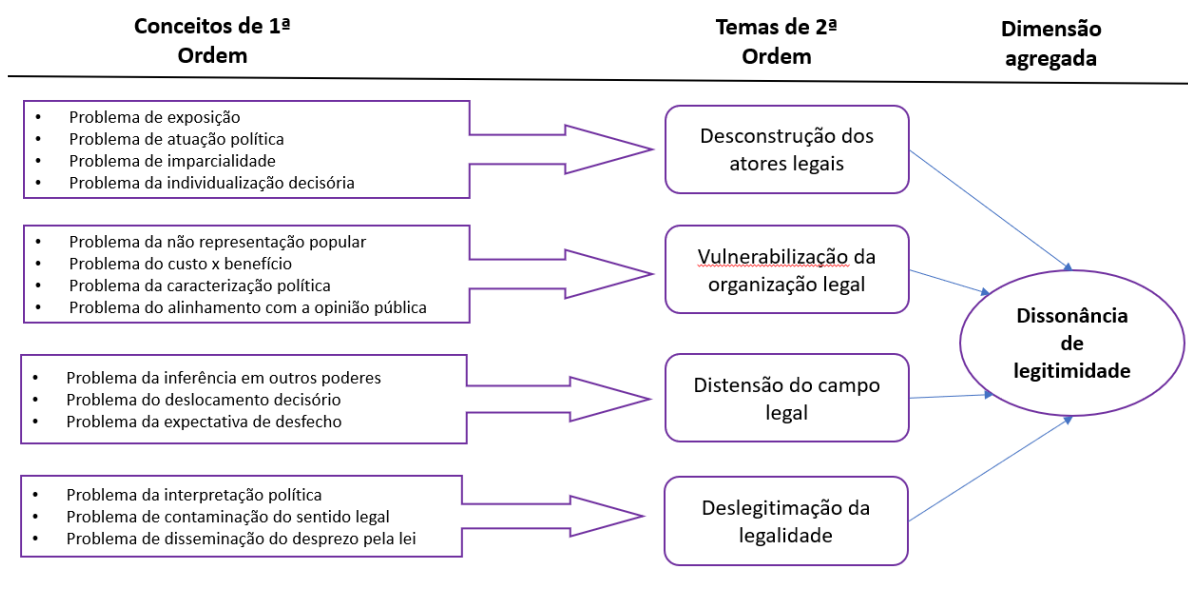 Conceitos de 1ª
Ordem
Temas de 2ª
Ordem
Dimensão
agregada
• Problema de exposição
• Problema de atuação política
• Problema de imparcialidade
• Problema da individualização decisória
Desconstrução dos
atores legais
• Problema da não representação popular
• Problema do custo x benefício
• Problema da caracterização política
• Problema do alinhamento com a opinião pública
Vulnerabilização da
organização legal
• Problema da inferência em outros poderes
• Problema do deslocamento decisório
• Problema da expectativa de desfecho
Distensão do campo
legal
• Problema da interpretação política
• Problema de contaminação do sentido legal
• Problema de disseminação do desprezo pela lei
Deslegitimação da
legalidade
Dissonância
de
legitimidade